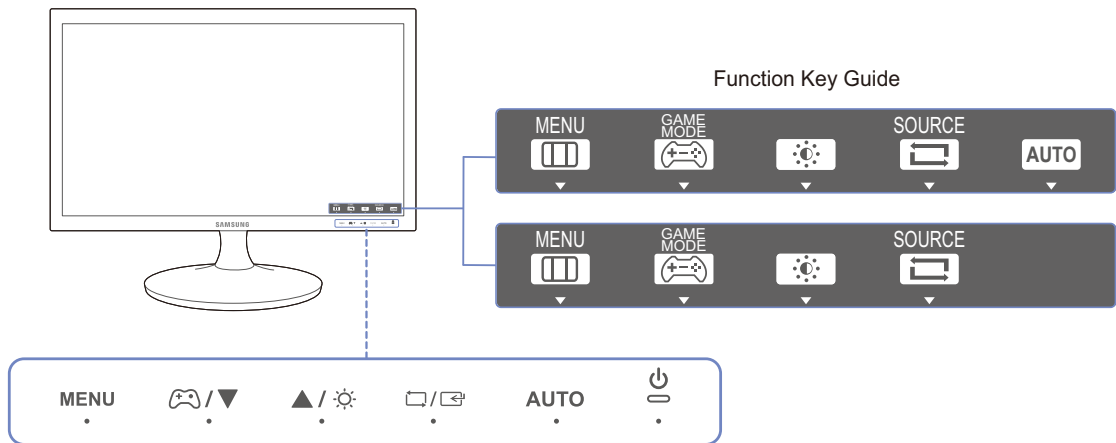 Function Key Guide
MENU
GAME
MODE
SOURCE
AUTO
SAMSUNG
MENU
GAME
MODE
SOURCE
MENU
/
/
/
AUTO